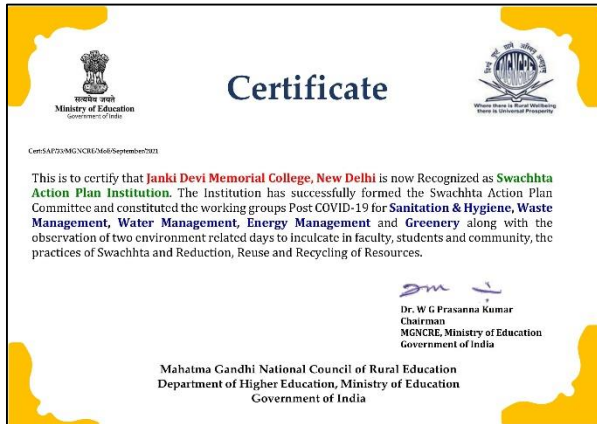 Certificate
सत्यमेव जयते
Ministry of Education
Government of India
MGNCRE
Where there is Rural Wellbeing
there is Universal Prosperity
Cert:SAP/33/MGNCRE/MoE/September/2021
This is to certify that Janki Devi Memorial College, New Delhi is now Recognized as Swachhta
Action Plan Institution. The Institution has successfully formed the Swachhta Action Plan
Committee and constituted the working groups Post COVID-19 for Sanitation & Hygiene, Waste
Management, Water Management, Energy Management and Greenery along with the
observation of two environment related days to inculcate in faculty, students and community, the
practices of Swachhta and Reduction, Reuse and Recycling of Resources.
Dr. W G Prasanna Kumar
Chairman
MGNCRE, Ministry of Education
Government of India
Mahatma Gandhi National Council of Rural Education
Department of Higher Education, Ministry of Education
Government of India